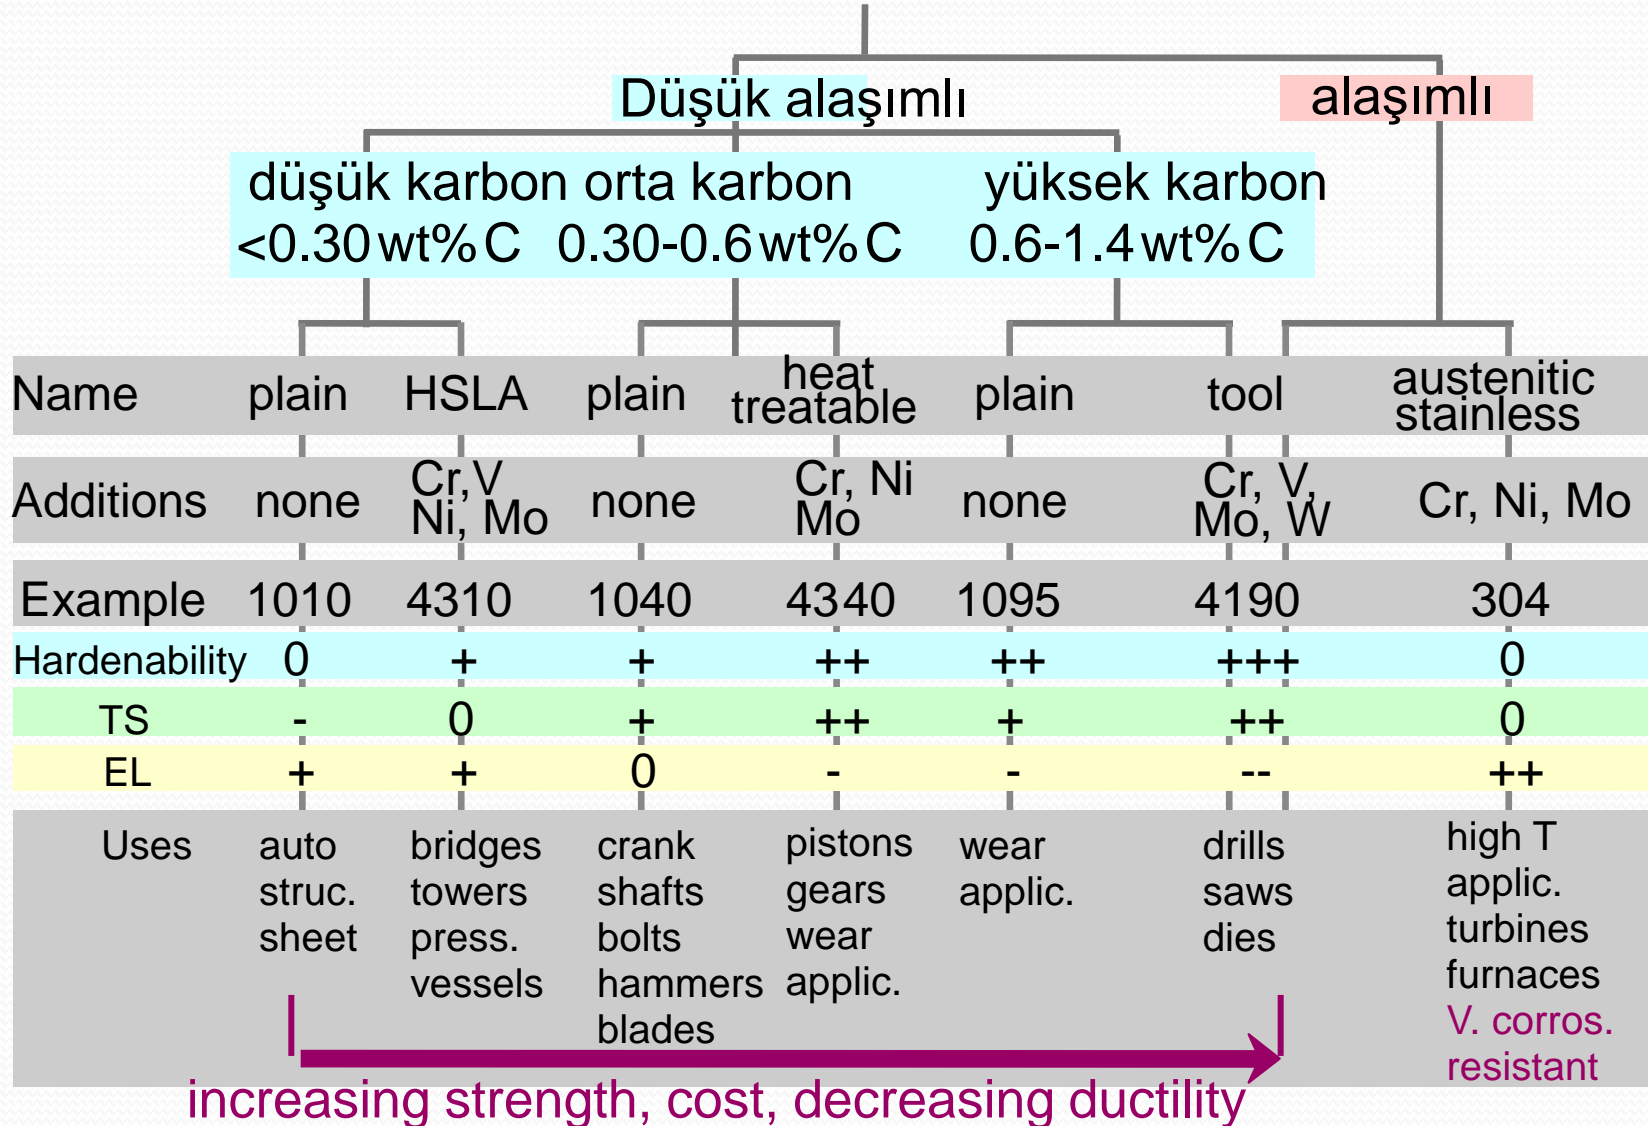 Düşük alaşımlı alaşımlı
düşük karbon orta karbon yüksek karbon
<0.30 wt% C 0.30-0.6 wt% C 0.6-1.4 wt% C
Name plain HSLA plain heat treatable plain tool austenitic stainless
Additions none Cr,V Ni, Mo none Cr, Ni Mo none Cr, V, Mo, W Cr, Ni, Mo
Example 1010 4310 1040 4340 1095 4190 304
Hardenability 0 + + ++ ++ +++ 0
TS - 0 + ++ + ++ 0
EL + + 0 - - -- ++
Uses auto bridges crank pistons wear drills high T
struc. towers shafts gears applic. saws applic.
sheet press. bolts wear dies turbines
vessels hammers applic. furnaces
blades V. corros.
resistant
increasing strength, cost, decreasing ductility